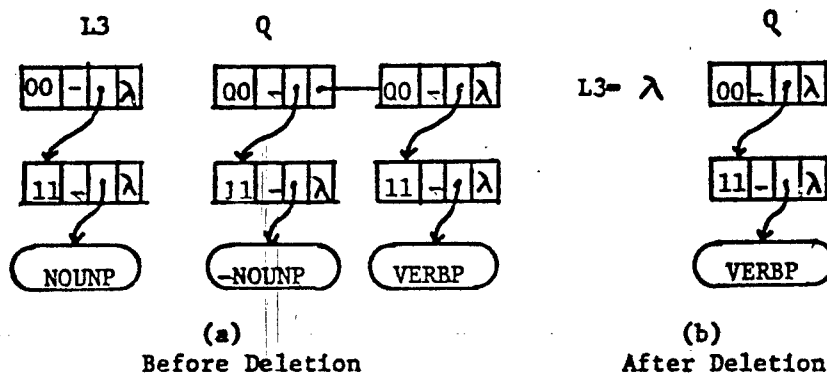 L3 Q Q
00 - λ 00 - 00 - λ L3= λ 00 - λ
11 - λ 11 - λ 11 - λ 11 - λ
NOUNP -NOUNP VERBP VERBP
(a) (b)
Before Deletion After Deletion